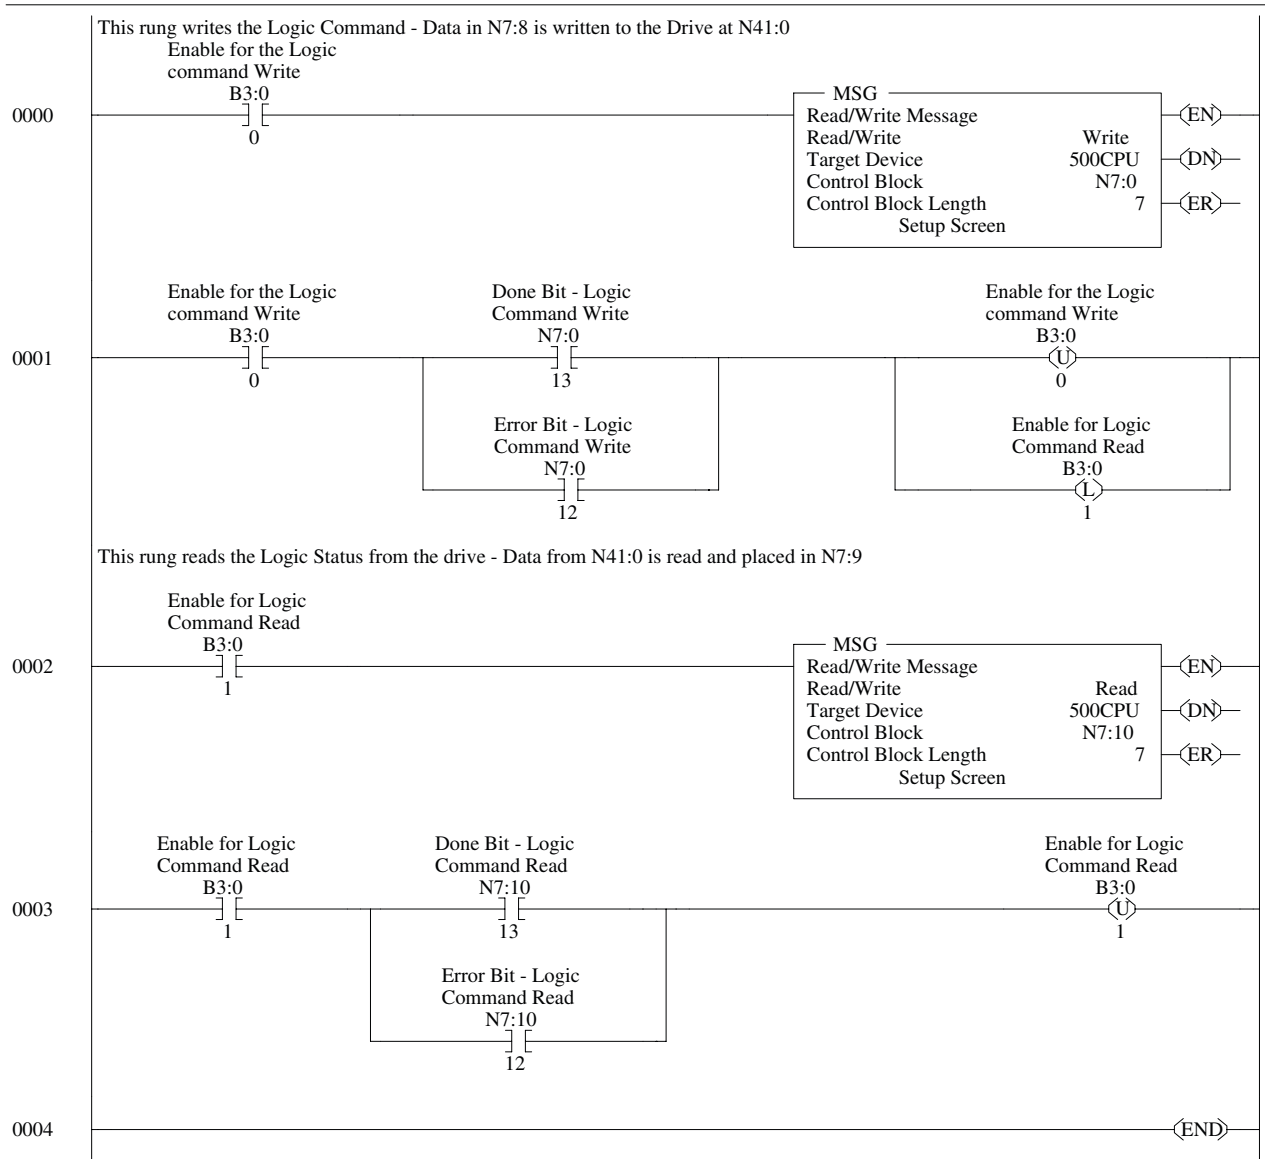 This rung writes the Logic Command - Data in N7:8 is written to the Drive at N41:0
Enable for the Logic
command Write
B3:0
0
0000
MSG
Read/Write Message
Read/Write Write
Target Device 500CPU
Control Block N7:0
Control Block Length 7
Setup Screen
EN
DN
ER
0001
Enable for the Logic
command Write
B3:0
0
Done Bit - Logic
Command Write
N7:0
13
Error Bit - Logic
Command Write
N7:0
12
Enable for the Logic
command Write
B3:0
U
0
Enable for Logic
Command Read
B3:0
L
1
This rung reads the Logic Status from the drive - Data from N41:0 is read and placed in N7:9
Enable for Logic
Command Read
B3:0
1
0002
MSG
Read/Write Message
Read/Write Read
Target Device 500CPU
Control Block N7:10
Control Block Length 7
Setup Screen
EN
DN
ER
0003
Enable for Logic
Command Read
B3:0
1
Done Bit - Logic
Command Read
N7:10
13
Error Bit - Logic
Command Read
N7:10
12
Enable for Logic
Command Read
B3:0
U
1
0004
END